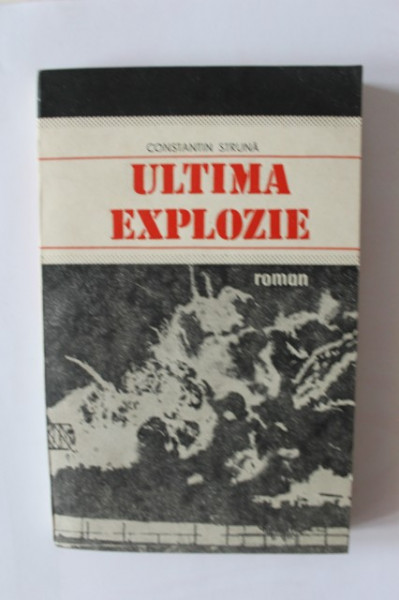 CONSTANTIN STRUNĂ
ULTIMA
EXPLOZIE
roman